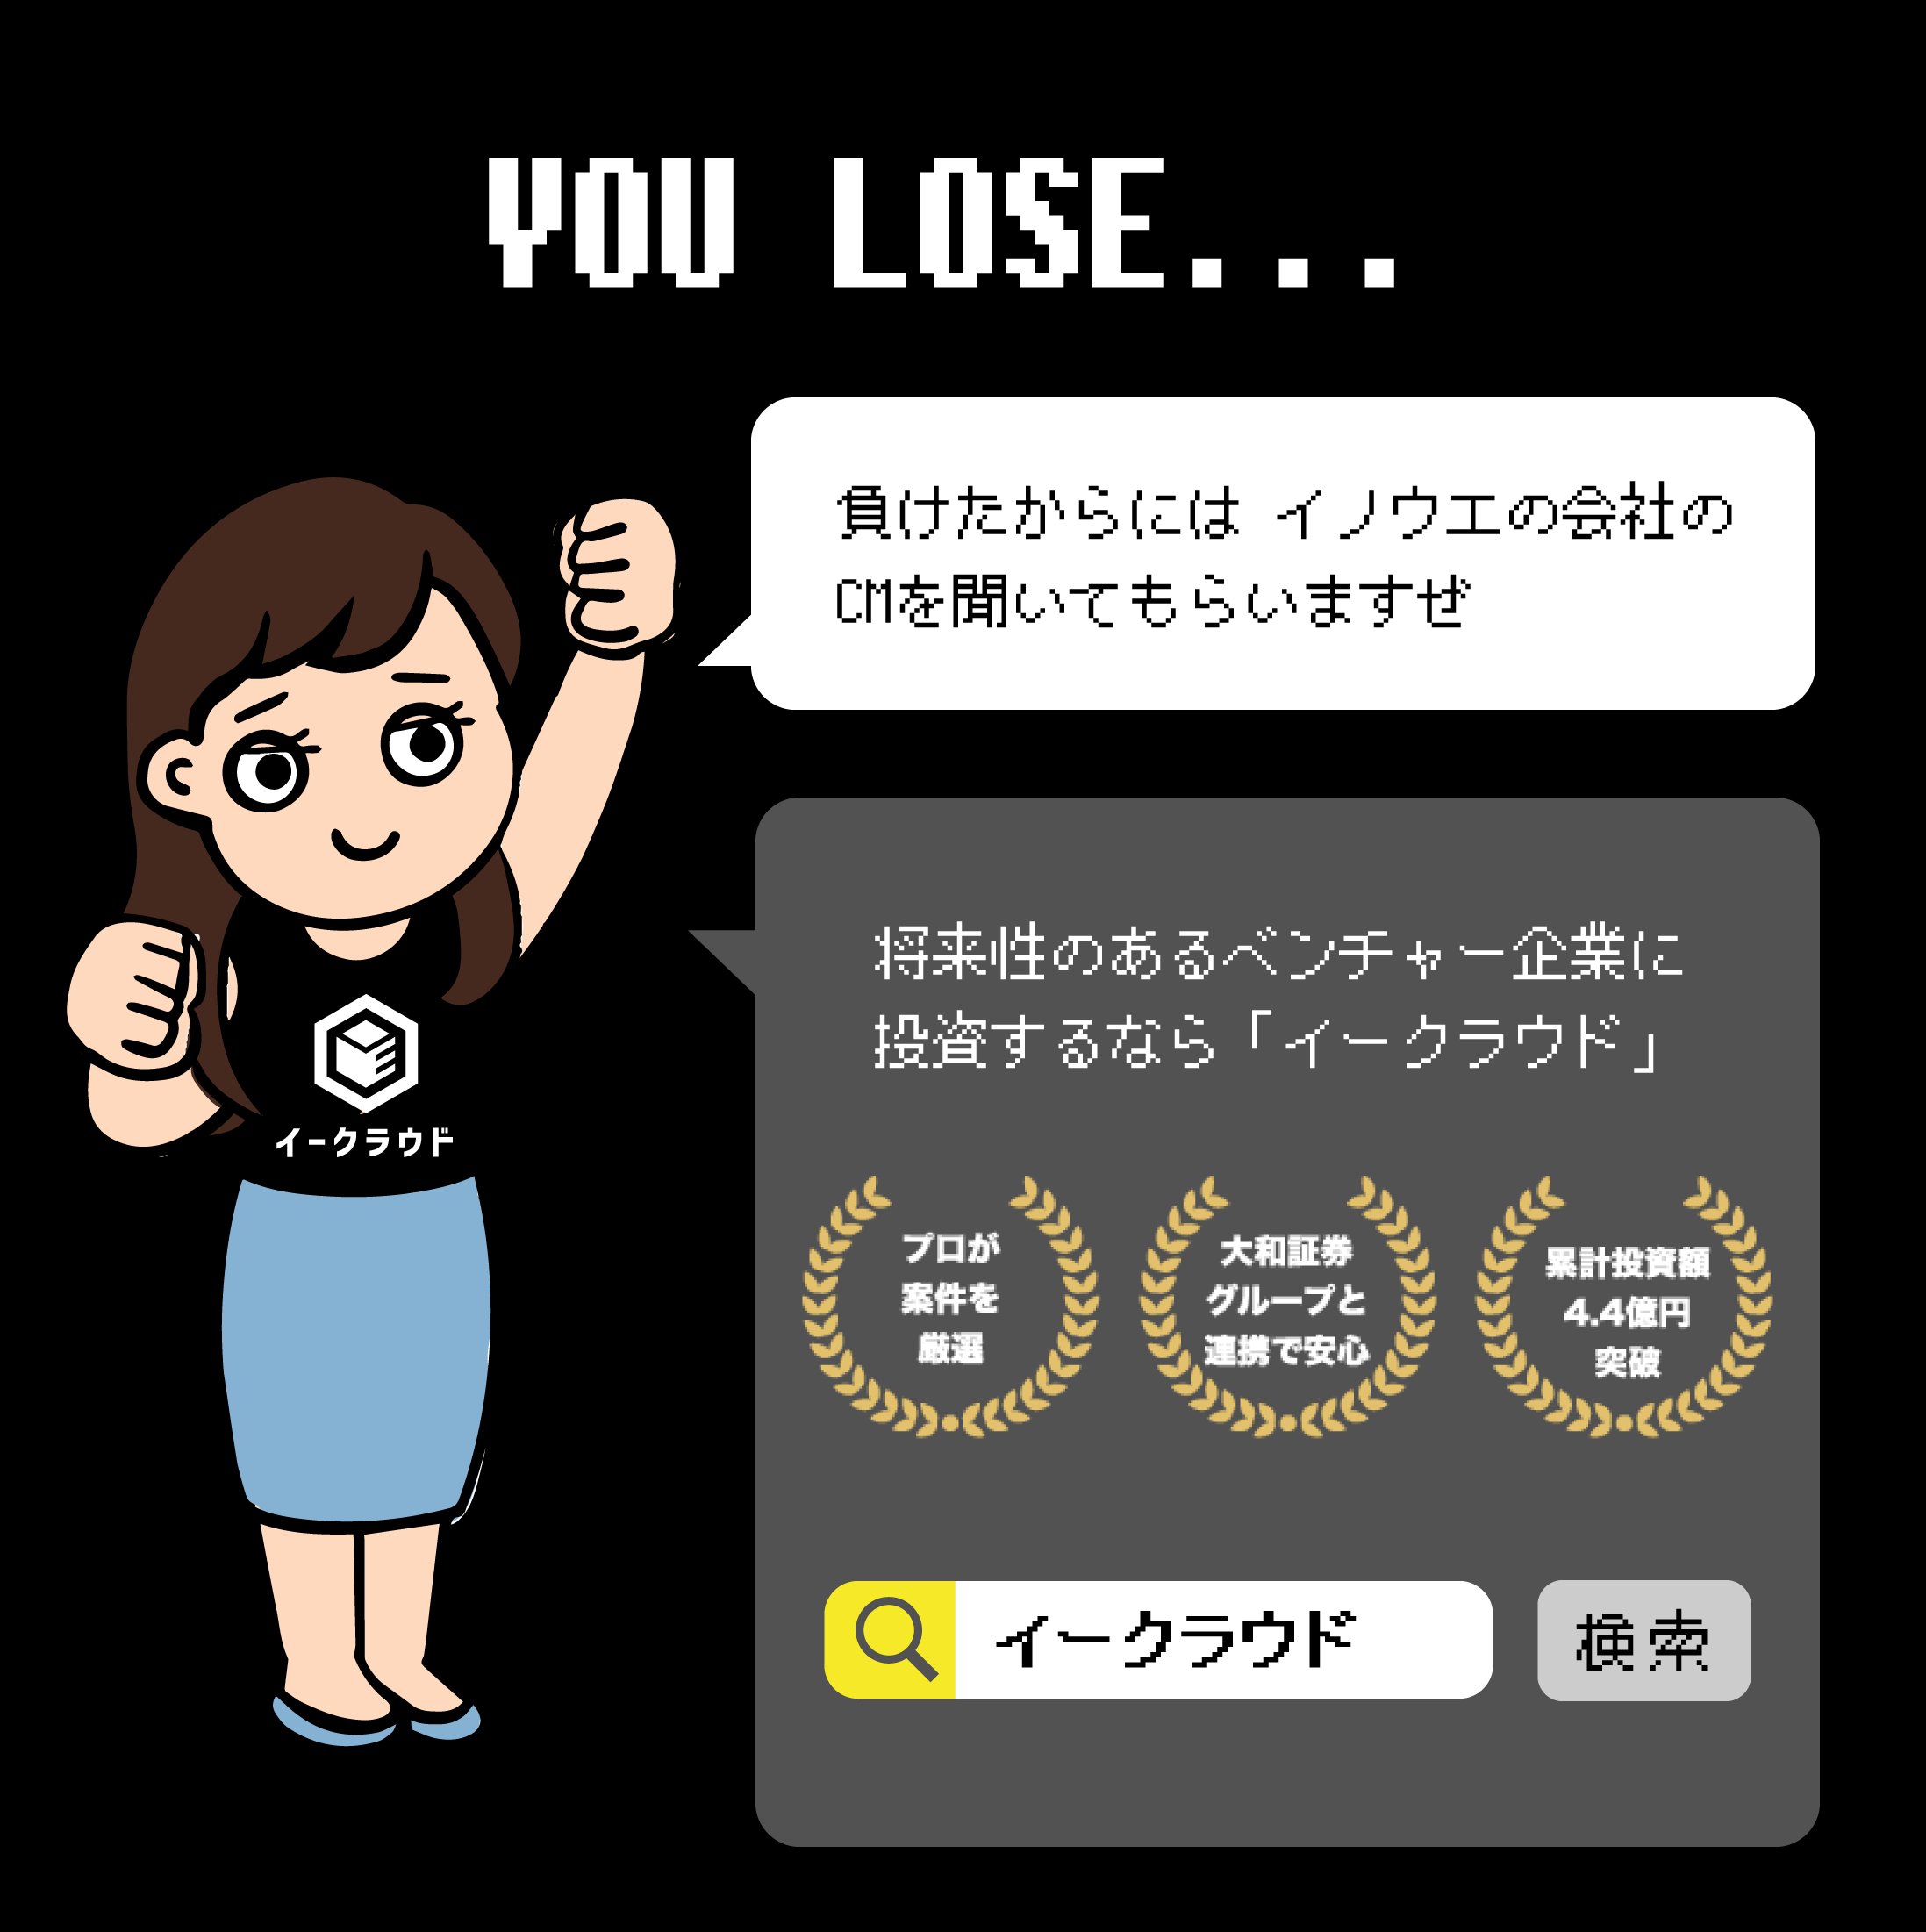 YOU LOSE...
負けたからには イノウエの会社の
CMを聞いてもらいますぜ
将来性のあるベンチャー企業に
投資するなら「イークラウド」
イークラウド
プロが
案件を
厳選
大和証券
グループと
連携で安心
累計投資額
4.4億円
突破
イークラウド
検索